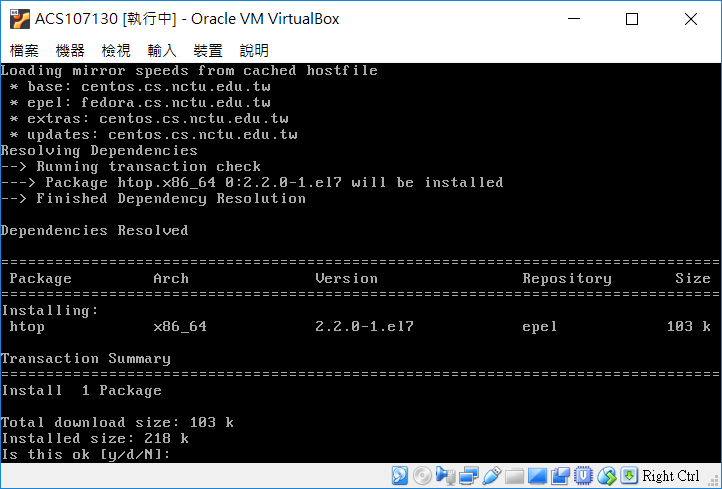 ACS107130 [執行中] - Oracle VM VirtualBox
檔案 機器 檢視 輸入 裝置 說明
Loading mirror speeds from cached hostfile
 * base: centos.cs.nctu.edu.tw
 * epel: fedora.cs.nctu.edu.tw
 * extras: centos.cs.nctu.edu.tw
 * updates: centos.cs.nctu.edu.tw
Resolving Dependencies
--> Running transaction check
---> Package htop.x86_64 0:2.2.0-1.el7 will be installed
--> Finished Dependency Resolution
Dependencies Resolved
================================================================================
 Package         Arch              Version                Repository       Size
================================================================================
Installing:
 htop            x86_64            2.2.0-1.el7            epel            103 k
Transaction Summary
================================================================================
Install  1 Package
Total download size: 103 k
Installed size: 218 k
Is this ok [y/d/N]:
Right Ctrl